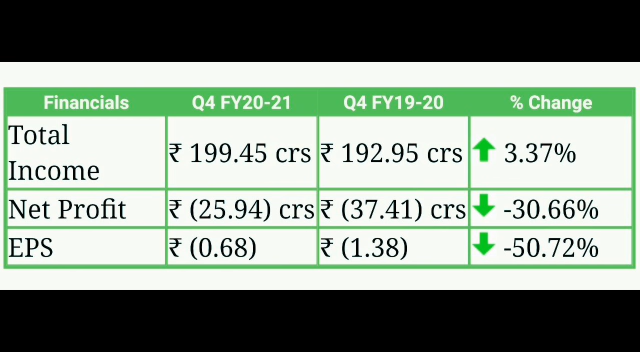 Financials Q4 FY20-21 Q4 FY19-20 % Change
Total
Income ₹ 199.45 crs ₹ 192.95 crs 3.37%
Net Profit ₹ (25.94) crs ₹ (37.41) crs -30.66%
EPS ₹ (0.68) ₹ (1.38) -50.72%